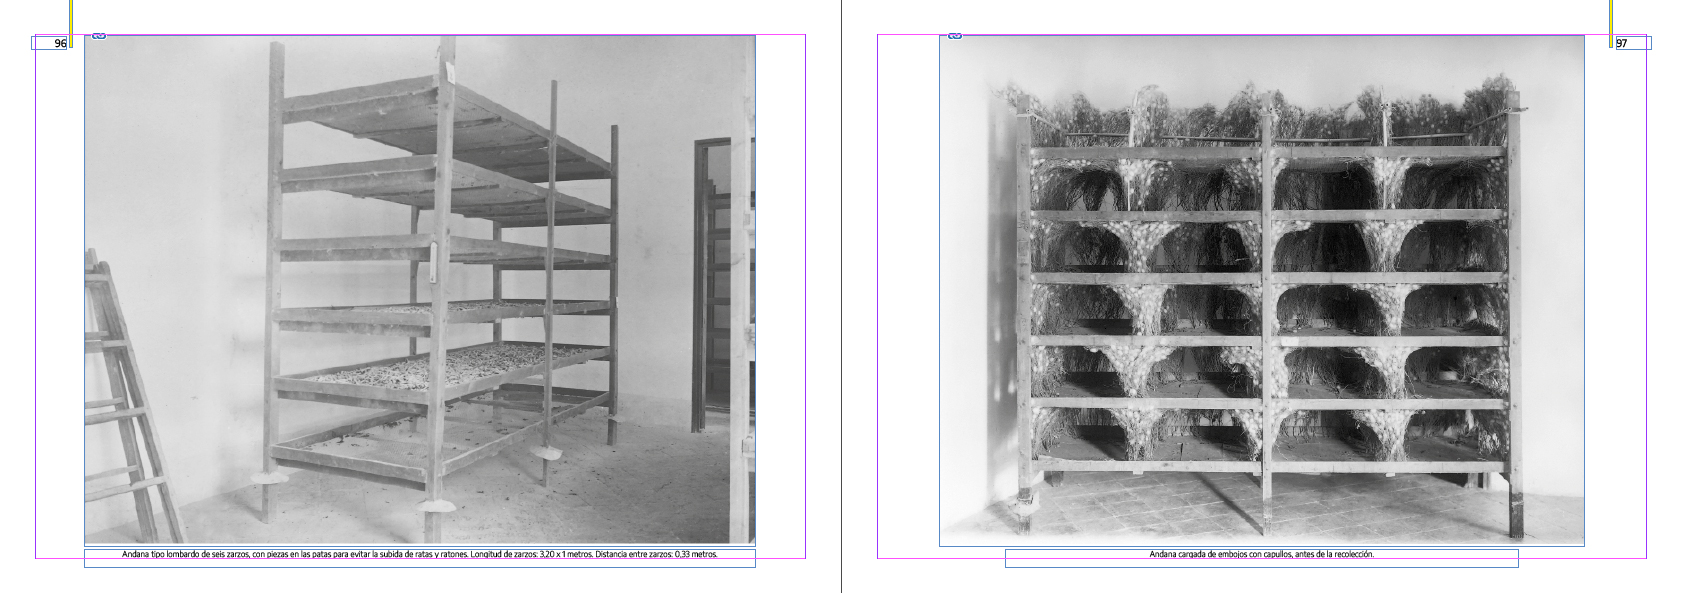 96
Andana tipo lombardo de seis zarzos, con piezas en las patas para evitar la subida de ratas y ratones. Longitud de zarzos: 3,20 x 1 metros. Distancia entre zarzos: 0,33 metros.
97
Andana cargada de embojos con capullos, antes de la recolección.